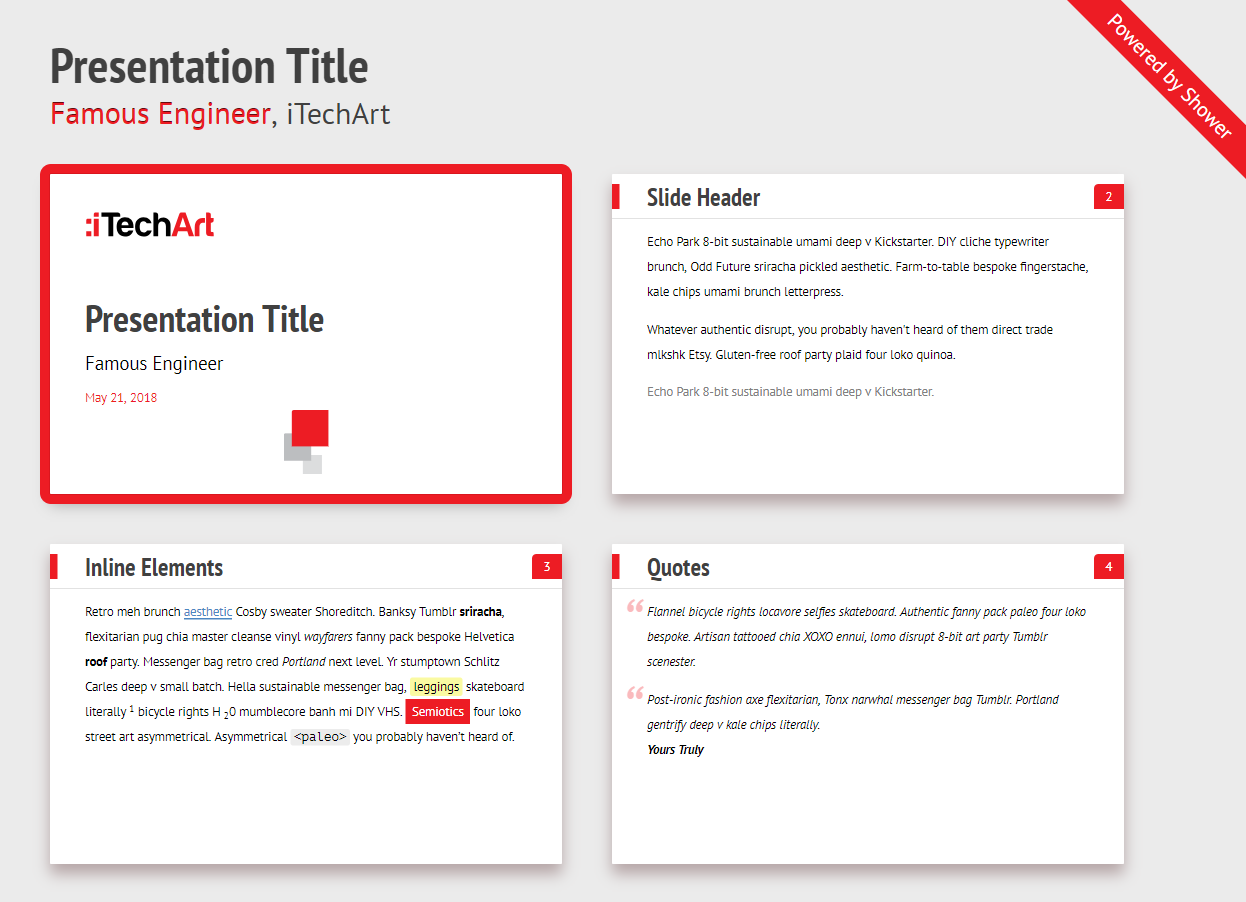 Presentation Title
Famous Engineer, iTechArt
Powered by Shower
:iTechArt
Presentation Title
Famous Engineer
May 21, 2018
Slide Header
2
Echo Park 8-bit sustainable umami deep v Kickstarter. DIY cliche typewriter
brunch, Odd Future sriracha pickled aesthetic. Farm-to-table bespoke fingerstache,
kale chips umami brunch letterpress.
Whatever authentic disrupt, you probably haven't heard of them direct trade
mlkshk Etsy. Gluten-free roof party plaid four loko quinoa.
Echo Park 8-bit sustainable umami deep v Kickstarter.
Inline Elements
3
Retro meh brunch aesthetic Cosby sweater Shoreditch. Banksy Tumblr sriracha,
flexitarian pug chia master cleanse vinyl wayfarers fanny pack bespoke Helvetica
roof party. Messenger bag retro cred Portland next level. Yr stumptown Schlitz
Carles deep v small batch. Hella sustainable messenger bag, leggings skateboard
literally 1 bicycle rights H 20 mumblecore banh mi DIY VHS. Semiotics four loko
street art asymmetrical. Asymmetrical <paleo> you probably haven't heard of.
Quotes
4
“ Flannel bicycle rights locavore selfies skateboard. Authentic fanny pack paleo four loko
bespoke. Artisan tattooed chia XOXO ennui, lomo disrupt 8-bit art party Tumblr
scenester.
“ Post-ironic fashion axe flexitarian, Tonx narwhal messenger bag Tumblr. Portland
gentrify deep v kale chips literally.
Yours Truly